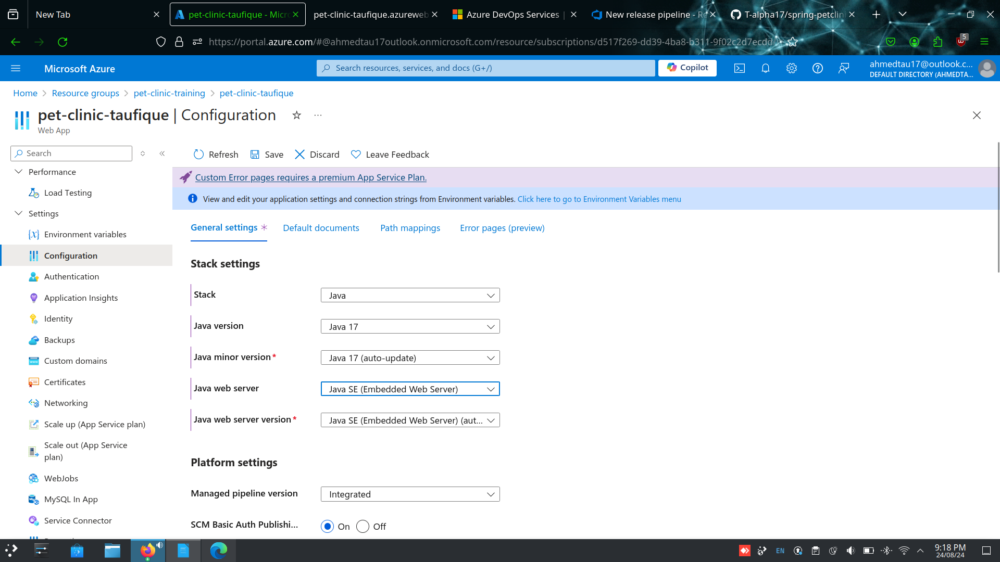 New Tab
pet-clinic-taufique - Micro
pet-clinic-taufique.azureweb
Azure DevOps Services |
New release pipeline - Re
T-alpha17/spring-petclini
https://portal.azure.com/#@ahmedtau17outlook.onmicrosoft.com/resource/subscriptions/d517f269-dd39-4ba8-b311-9f02c2d7ecdd/
5
Microsoft Azure
Search resources, services, and docs (G+/)
Copilot
ahmedtau17@outlook.c...
DEFAULT DIRECTORY (AHMEDTA...
Home > Resource groups > pet-clinic-training > pet-clinic-taufique
pet-clinic-taufique | Configuration
Web App
Search
Refresh
Save
Discard
Leave Feedback
Performance
Load Testing
Settings
Environment variables
Configuration
Authentication
Application Insights
Identity
Backups
Custom domains
Certificates
Networking
Scale up (App Service plan)
Scale out (App Service
plan)
WebJobs
MySQL In App
Service Connector
Custom Error pages requires a premium App Service Plan.
View and edit your application settings and connection strings from Environment variables. Click here to go to Environment Variables menu
General settings
Default documents
Path mappings
Error pages (preview)
Stack settings
Stack
Java
Java version
Java 17
Java minor version *
Java 17 (auto-update)
Java web server
Java SE (Embedded Web Server)
Java web server version *
Java SE (Embedded Web Server) (aut...
Platform settings
Managed pipeline version
Integrated
SCM Basic Auth Publishi...
On
Off
EN
9:18 PM
24/08/24